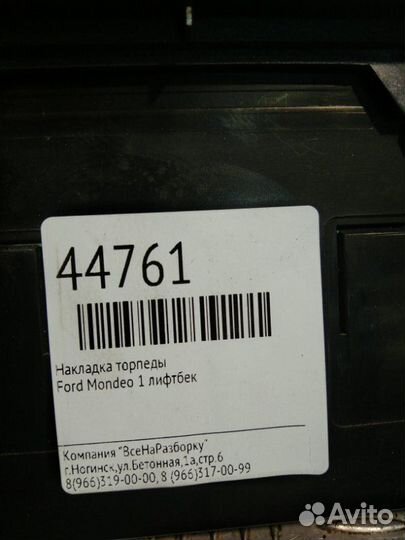 44761
Накладка торпеды
Ford Mondeo 1 лифтбек
Компания "ВсеНаРазборку"
г.Ногинск,ул.Бетонная,1а,стр.6
8(966)319-00-00, 8 (966)317-00-99
Avito